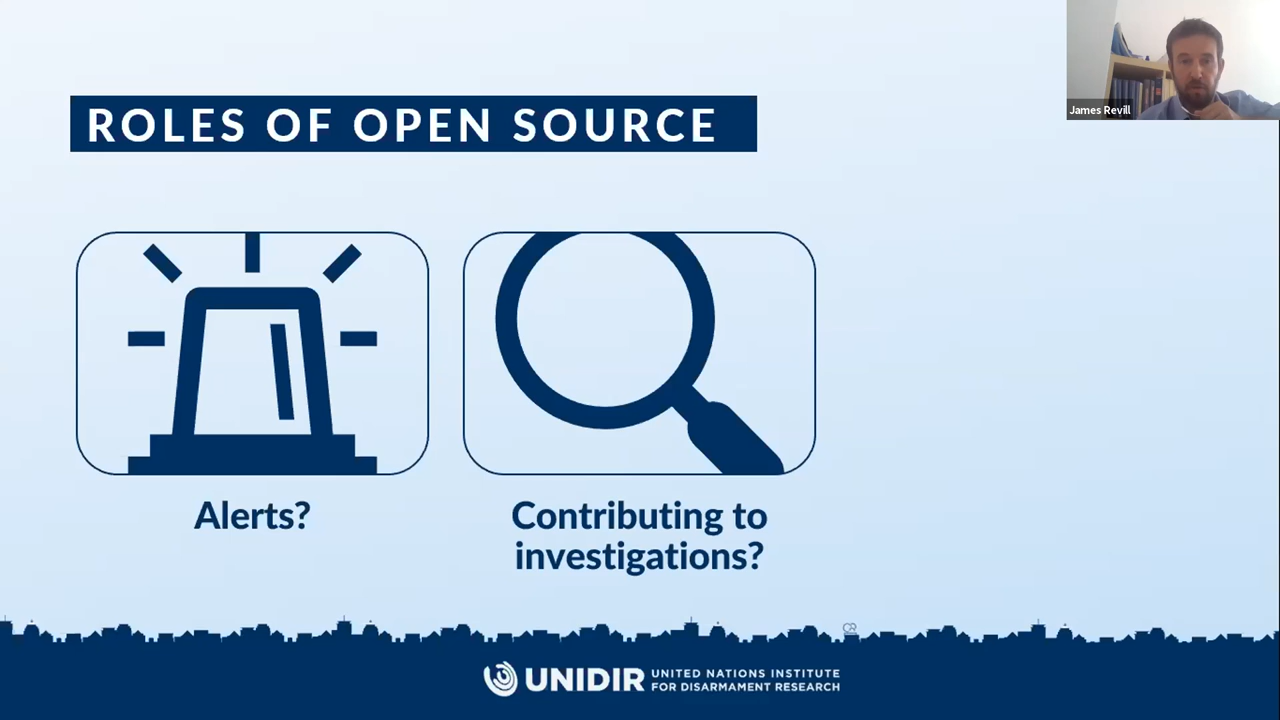 James Revill
ROLES OF OPEN SOURCE
Alerts?
Contributing to
investigations?
UNIDIR
UNITED NATIONS INSTITUTE
FOR DISARMAMENT RESEARCH